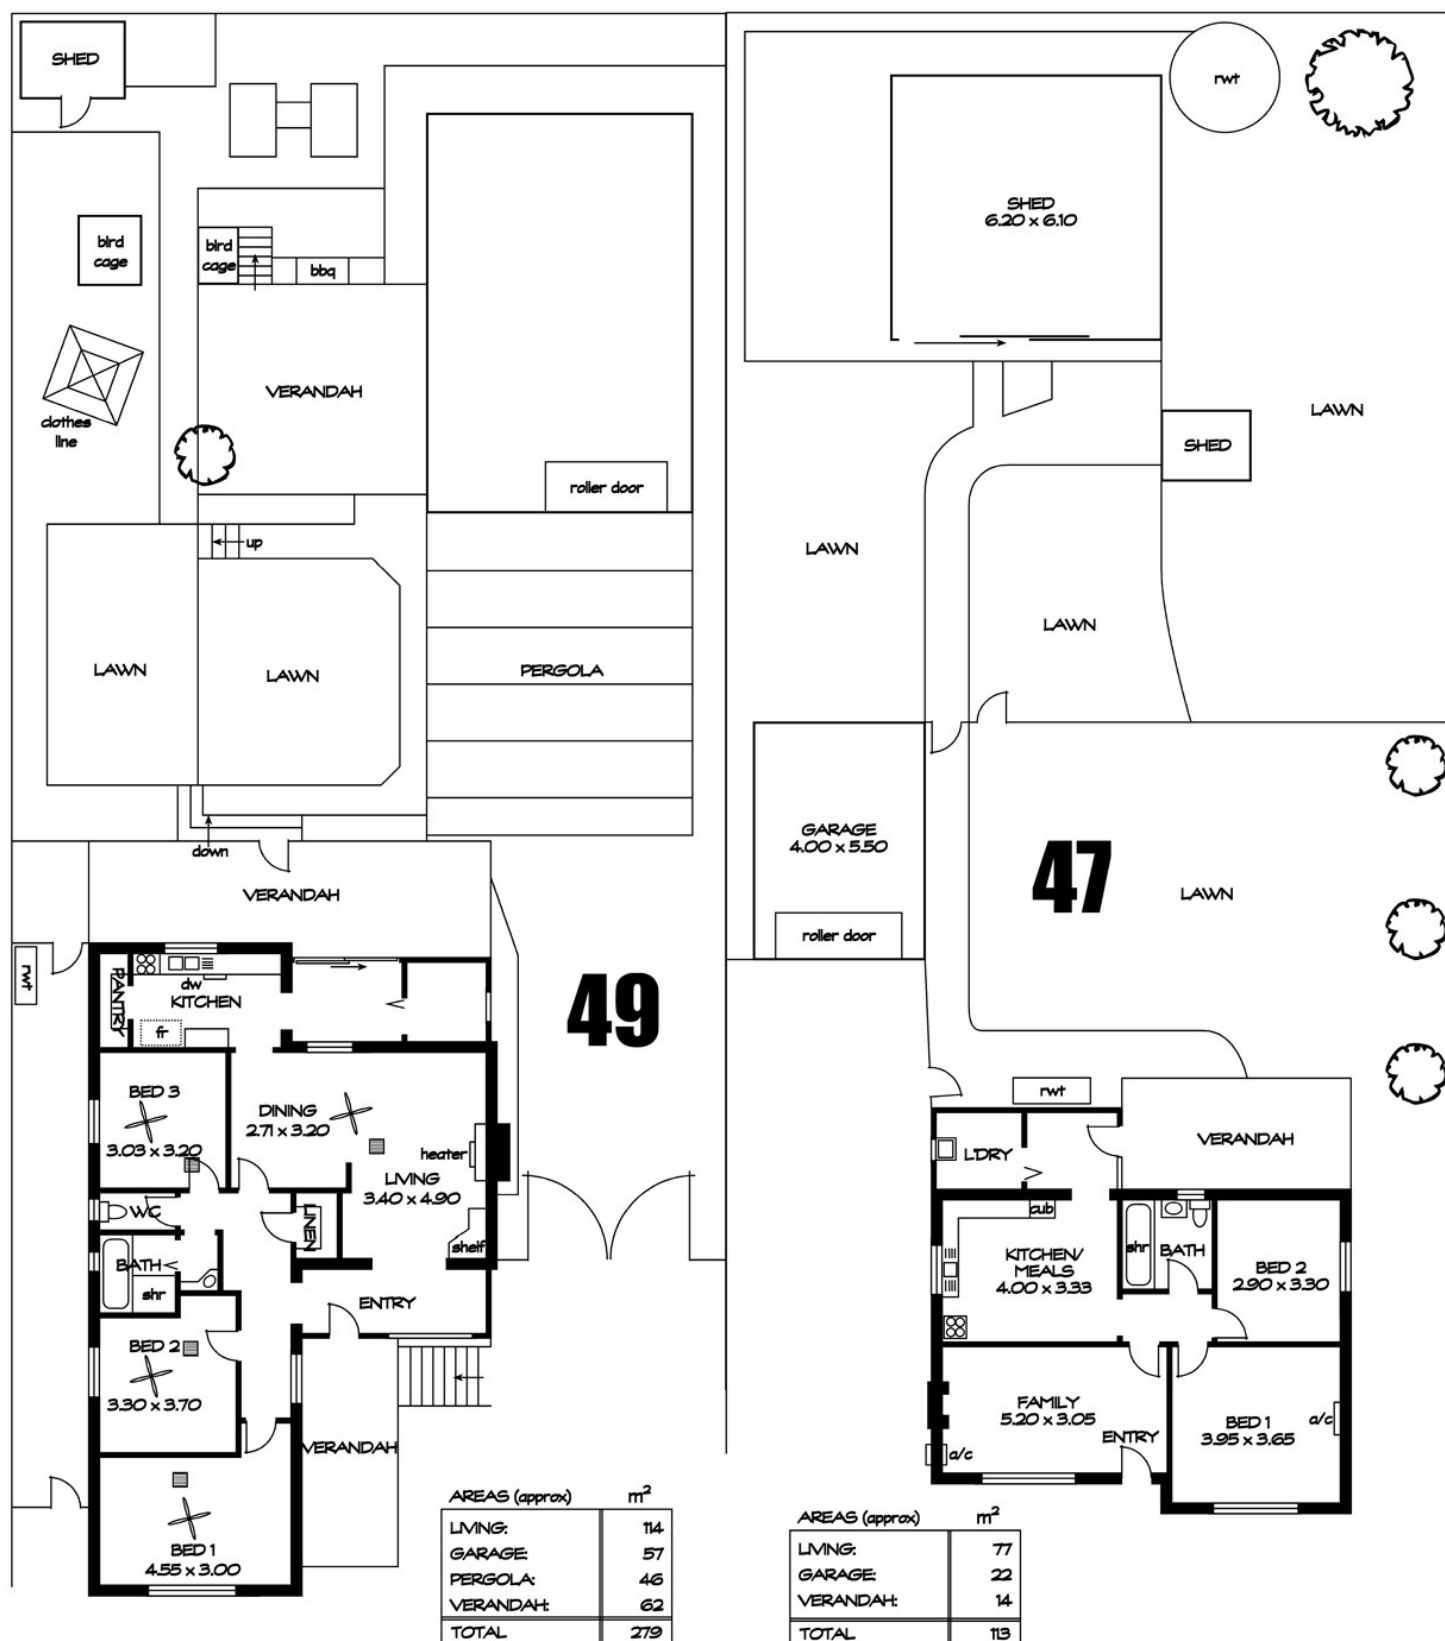 SHED
bird
cage
bird
cage
bbq
clothes
line
VERANDAH
roller door
up
LAWN
LAWN
PERGOLA
down
VERANDAH
rwt
PANTRY
dw
KITCHEN
fr
49
BED 3
3.03 x 3.20
DINING
2.71 x 3.20
heater
LIVING
3.40 x 4.90
WC
LINEN
shelf
BATH
shr
ENTRY
BED 2
3.30 x 3.70
VERANDAH
BED 1
4.55 x 3.00
AREAS (approx) m²
LIVING: 114
GARAGE: 57
PERGOLA: 46
VERANDAH: 62
TOTAL 279
rwt
SHED
6.20 x 6.10
LAWN
SHED
LAWN
LAWN
GARAGE
4.00 x 5.50
roller door
47
LAWN
rwt
L'DRY
VERANDAH
cub
KITCHEN/
MEALS
4.00 x 3.33
shr
BATH
BED 2
2.90 x 3.30
FAMILY
5.20 x 3.05
ENTRY
a/c
BED 1
3.95 x 3.65
a/c
AREAS (approx) m²
LIVING: 77
GARAGE: 22
VERANDAH: 14
TOTAL 113